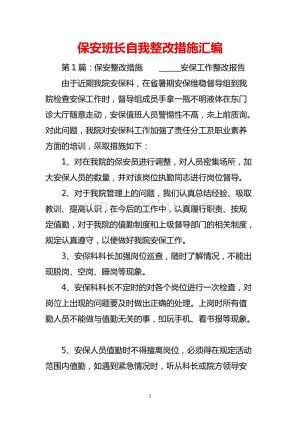 保安班长自我整改措施汇编
第1篇：保安整改措施 ______安保工作整改报告
由于近期我院安保科，在省暑期安保维稳督导组到我
院检查安保工作时，督导组成员手拿一瓶不明液体在东门
诊大厅随意走动，安保值班人员警惕性不高，未上前询质。
对此问题，我院对安保科工作加强了责任分工及职业素养
方面的培训，采取措施如下：
1、对在我院的保安员进行调整，对人员密集场所，加
大安保人员的数量，并对该岗位执勤同志进行岗位督导。
2、对于我院管理上的问题，我们认真总结经验、吸取
教训、提高认识，在今后的工作中，认真履行职责、按规
定值勤，对于我院的值勤制度和上级督导部门的相关制度，
规定认真遵守，以便做好我院安保工作。
3、安保科科长加强岗位巡查，随时了解情况，不能出
现脱岗、空岗、睡岗等现象。
4、安保科科长不定时的对各个岗位进行一次检查，对
岗位上出现的问题要及时做出正确的处理。上岗时所有值
勤人员不能做与值勤无关的事，如玩手机、看书报等现象。
5、安保人员值勤时不得擅离岗位，必须得在规定活动
范围内值勤，如遇到紧急情况时，听从科长或院方领导安
1